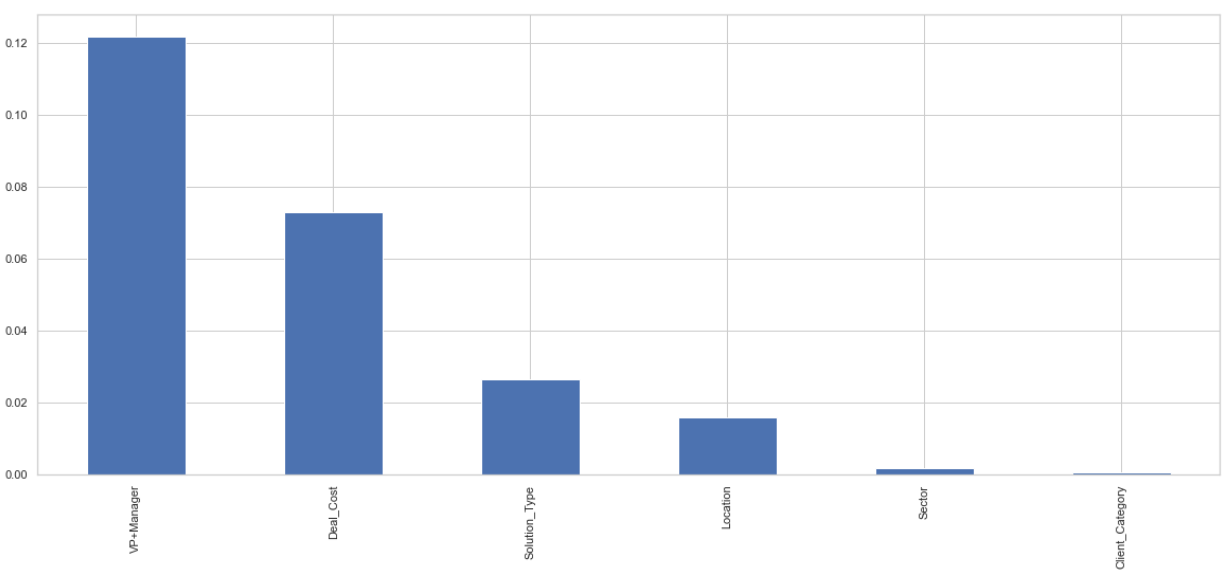 0.12
0.10
0.08
0.06
0.04
0.02
0.00
VP+Manager
Deal_Cost
Solution_Type
Location
Sector
Client_Category